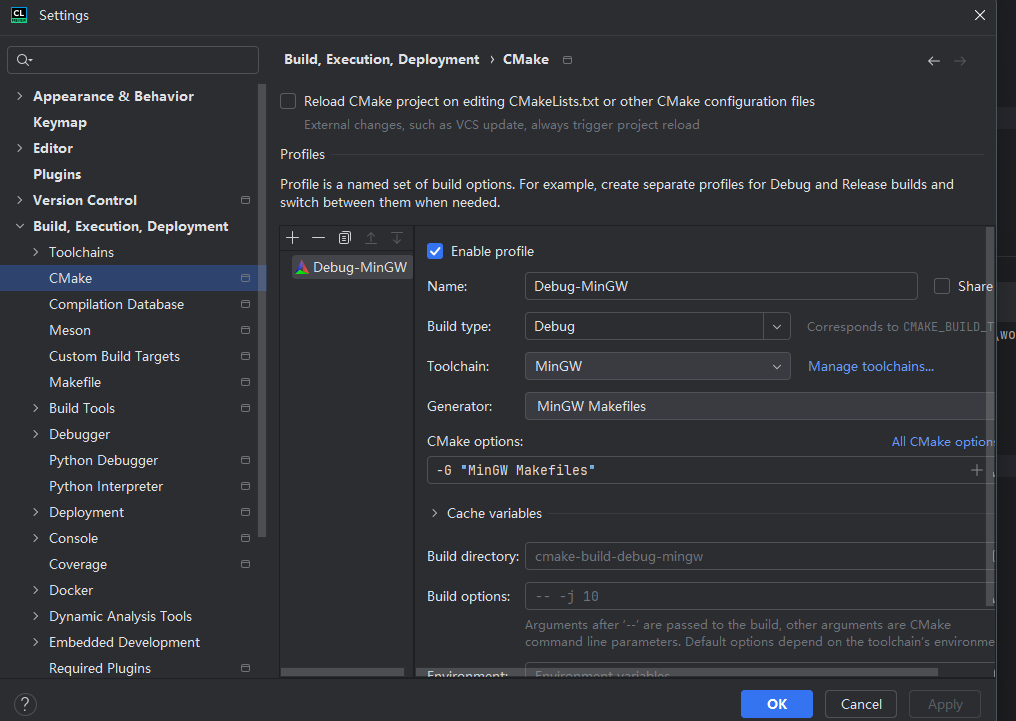 CL
Settings
Build, Execution, Deployment › CMake
Reload CMake project on editing CMakeLists.txt or other CMake configuration files
External changes, such as VCS update, always trigger project reload
Profiles
Profile is a named set of build options. For example, create separate profiles for Debug and Release builds and
switch between them when needed.
Appearance & Behavior
Keymap
Editor
Plugins
Version Control
Build, Execution, Deployment
Toolchains
CMake
Compilation Database
Meson
Custom Build Targets
Makefile
Build Tools
Debugger
Python Debugger
Python Interpreter
Deployment
Console
Coverage
Docker
Dynamic Analysis Tools
Embedded Development
Required Plugins
Debug-MinGW
Enable profile
Name: Debug-MinGW Share
Build type: Debug Corresponds to CMAKE_BUILD_T
Toolchain: MinGW Manage toolchains...
Generator: MinGW Makefiles
CMake options: All CMake option
-G "MinGW Makefiles"
Cache variables
Build directory: cmake-build-debug-mingw
Build options: -- -j 10
Arguments after '--' are passed to the build, other arguments are CMake
command line parameters. Default options depend on the toolchain's environme
Environment: Environment variables
\wo
?
OK
Cancel
Apply